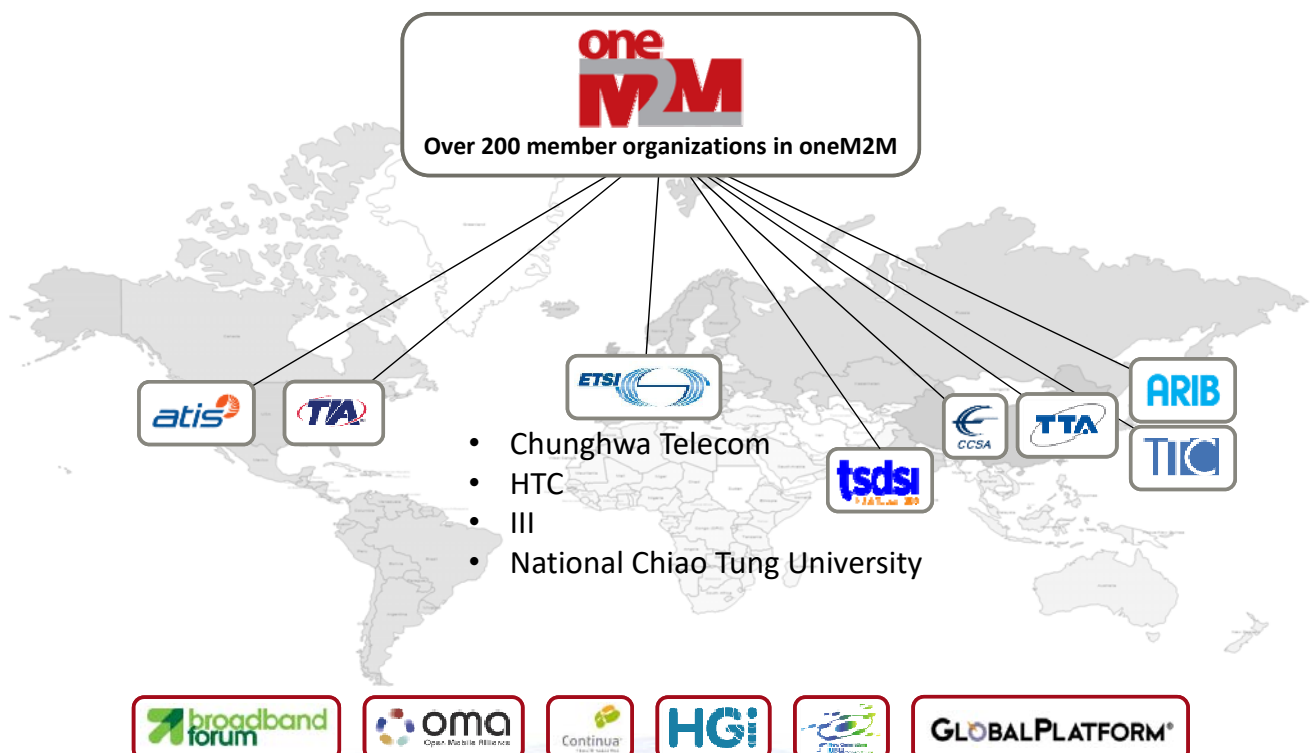 one
M2M
Over 200 member organizations in oneM2M
atis
TIA
ETSI
CCSA
TTA
ARIB
TTC
tsdsi
• Chunghwa Telecom
• HTC
• III
• National Chiao Tung University
broadband
forum
oma
Open Mobile Alliance
Continua
HGi
GLOBALPLATFORM®